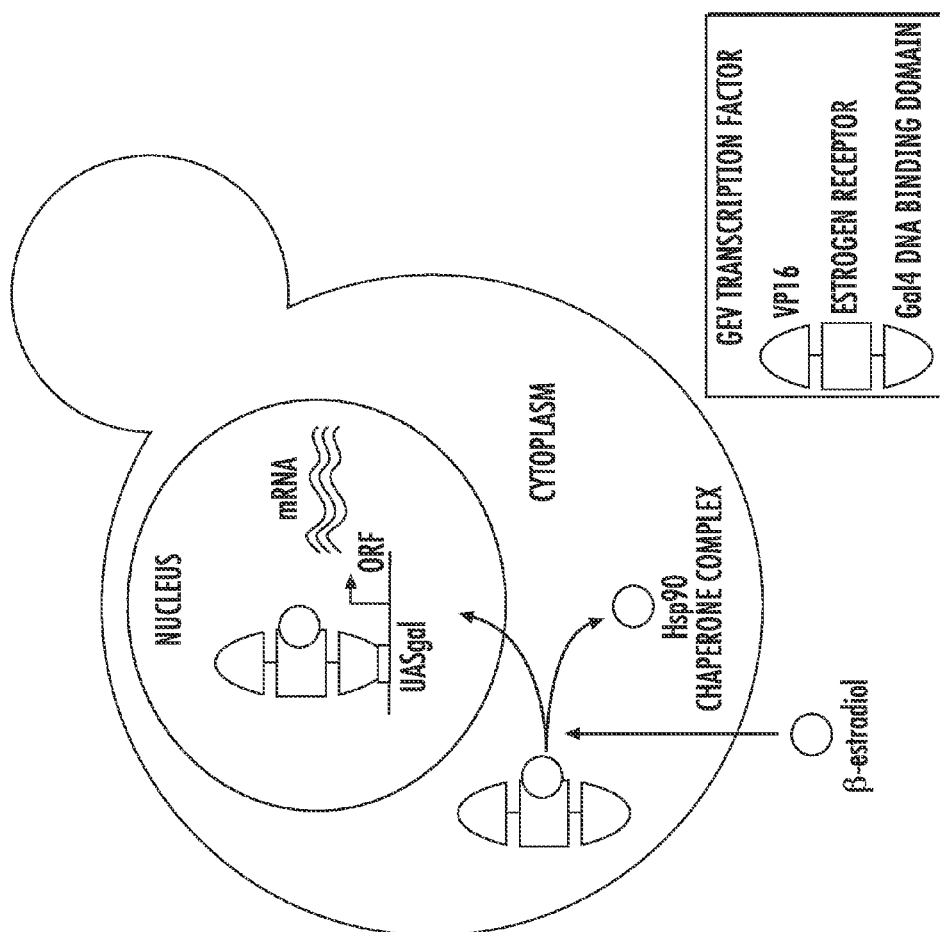 NUCLEUS
mRNA
ORF
UASgal
CYTOPLASM
Hsp90
CHAPERONE COMPLEX
β-estradiol
GEV TRANSCRIPTION FACTOR
VP16
ESTROGEN RECEPTOR
Gal4 DNA BINDING DOMAIN